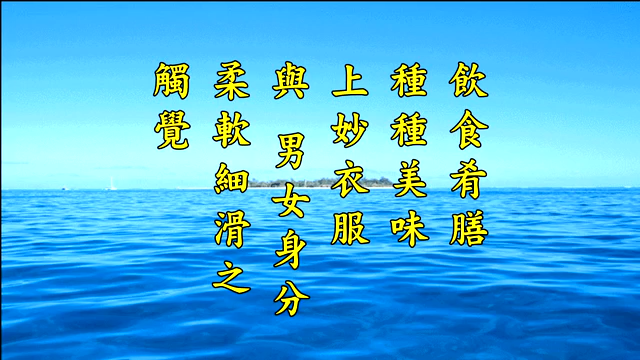 飲食肴膳
種種美味
上妙衣服
與 男女身分
柔軟細滑之
觸覺